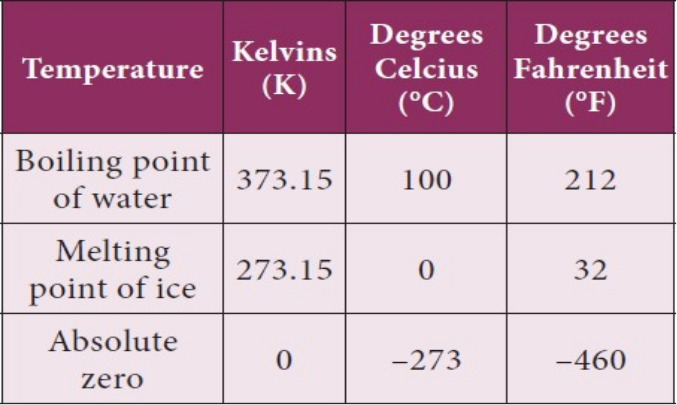 Temperature
Kelvins
(K)
Degrees
Celcius
(°C)
Degrees
Fahrenheit
(°F)
Boiling point
of water
373.15
100
212
Melting
point of ice
273.15
0
32
Absolute
zero
0
–273
–460